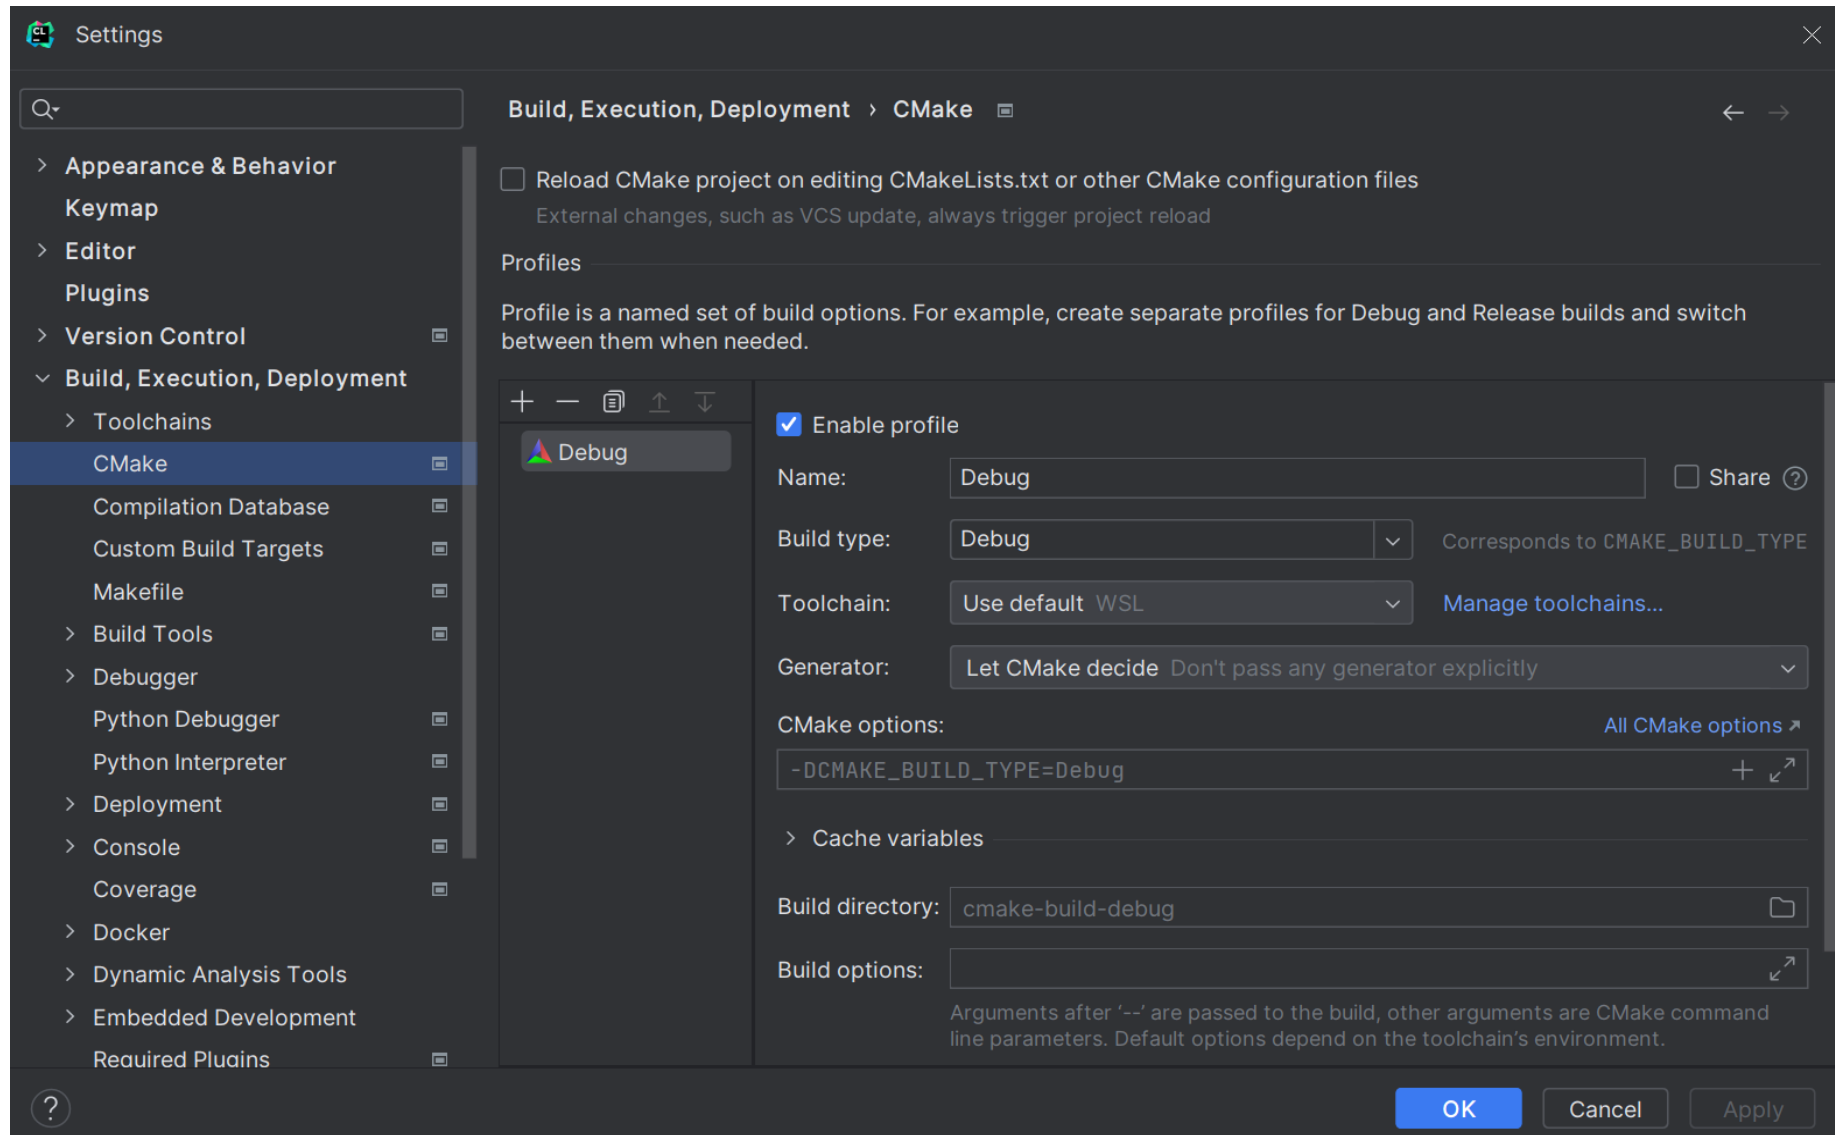 CL
Settings
Appearance & Behavior
Keymap
Editor
Plugins
Version Control
Build, Execution, Deployment
Toolchains
CMake
Compilation Database
Custom Build Targets
Makefile
Build Tools
Debugger
Python Debugger
Python Interpreter
Deployment
Console
Coverage
Docker
Dynamic Analysis Tools
Embedded Development
Required Plugins
Build, Execution, Deployment › CMake
Reload CMake project on editing CMakeLists.txt or other CMake configuration files
External changes, such as VCS update, always trigger project reload
Profiles
Profile is a named set of build options. For example, create separate profiles for Debug and Release builds and switch
between them when needed.
Debug
Enable profile
Name: Debug Share ?
Build type: Debug Corresponds to CMAKE_BUILD_TYPE
Toolchain: Use default WSL Manage toolchains...
Generator: Let CMake decide Don't pass any generator explicitly
CMake options: All CMake options
-DCMAKE_BUILD_TYPE=Debug
Cache variables
Build directory: cmake-build-debug
Build options:
Arguments after ‘--’ are passed to the build, other arguments are CMake command
line parameters. Default options depend on the toolchain’s environment.
? OK Cancel Apply